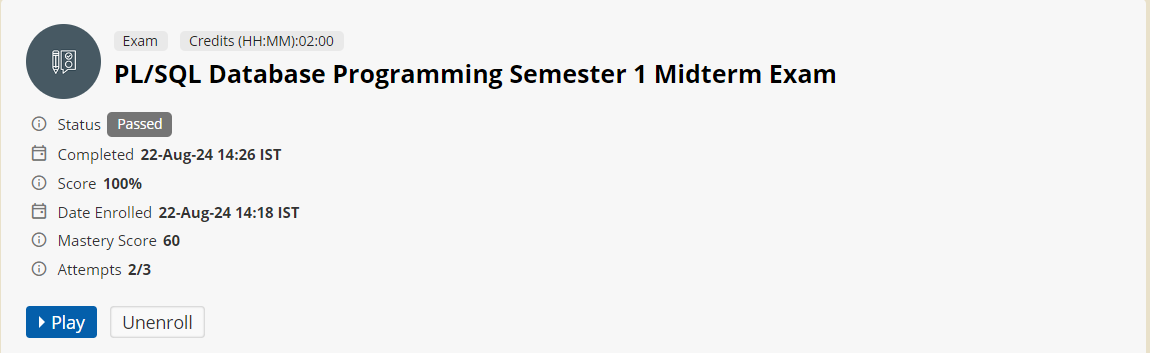 Exam Credits (HH:MM):02:00
PL/SQL Database Programming Semester 1 Midterm Exam
Status Passed
Completed 22-Aug-24 14:26 IST
Score 100%
Date Enrolled 22-Aug-24 14:18 IST
Mastery Score 60
Attempts 2/3
Play Unenroll